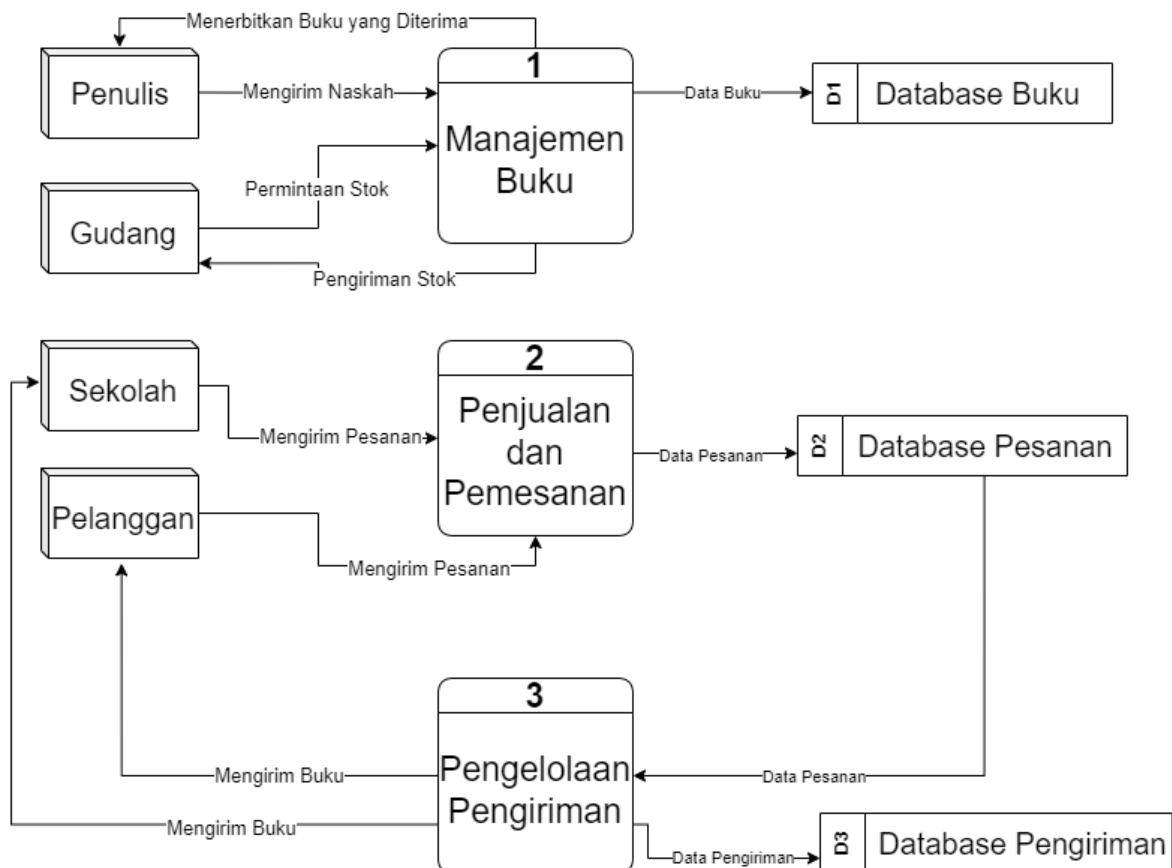 Menerbitkan Buku yang Diterima
Penulis
Mengirim Naskah
1
Manajemen
Buku
Data Buku
D1
Database Buku
Permintaan Stok
Gudang
Pengiriman Stok
Sekolah
Mengirim Pesanan
2
Penjualan
dan
Pemesanan
Data Pesanan
D2
Database Pesanan
Pelanggan
Mengirim Pesanan
3
Pengelolaan
Pengiriman
Mengirim Buku
Data Pesanan
Mengirim Buku
Data Pengiriman
D3
Database Pengiriman